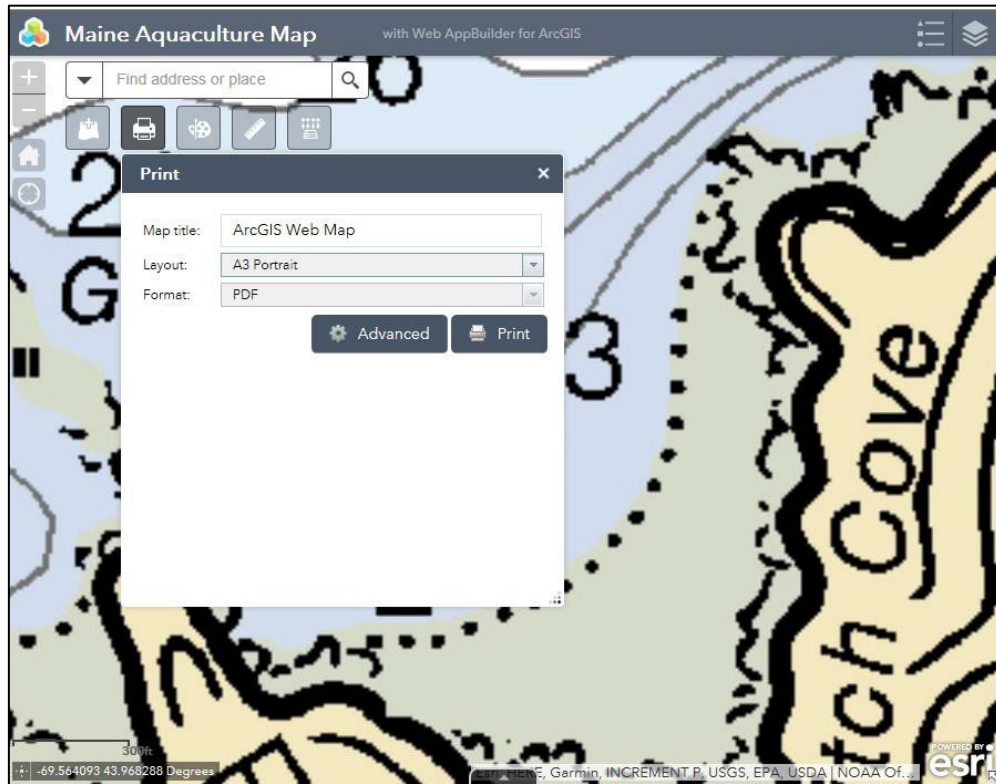 Maine Aquaculture Map with Web AppBuilder for ArcGIS
Find address or place
2
Print
Map title: ArcGIS Web Map
Layout: A3 Portrait
Format: PDF
Advanced Print
G
3
tch Cove
300ft
-69.564093 43.968288 Degrees
Esri, HERE, Garmin, INCREMENT P, USGS, EPA, USDA | NOAA Of...
POWERED BY
esri